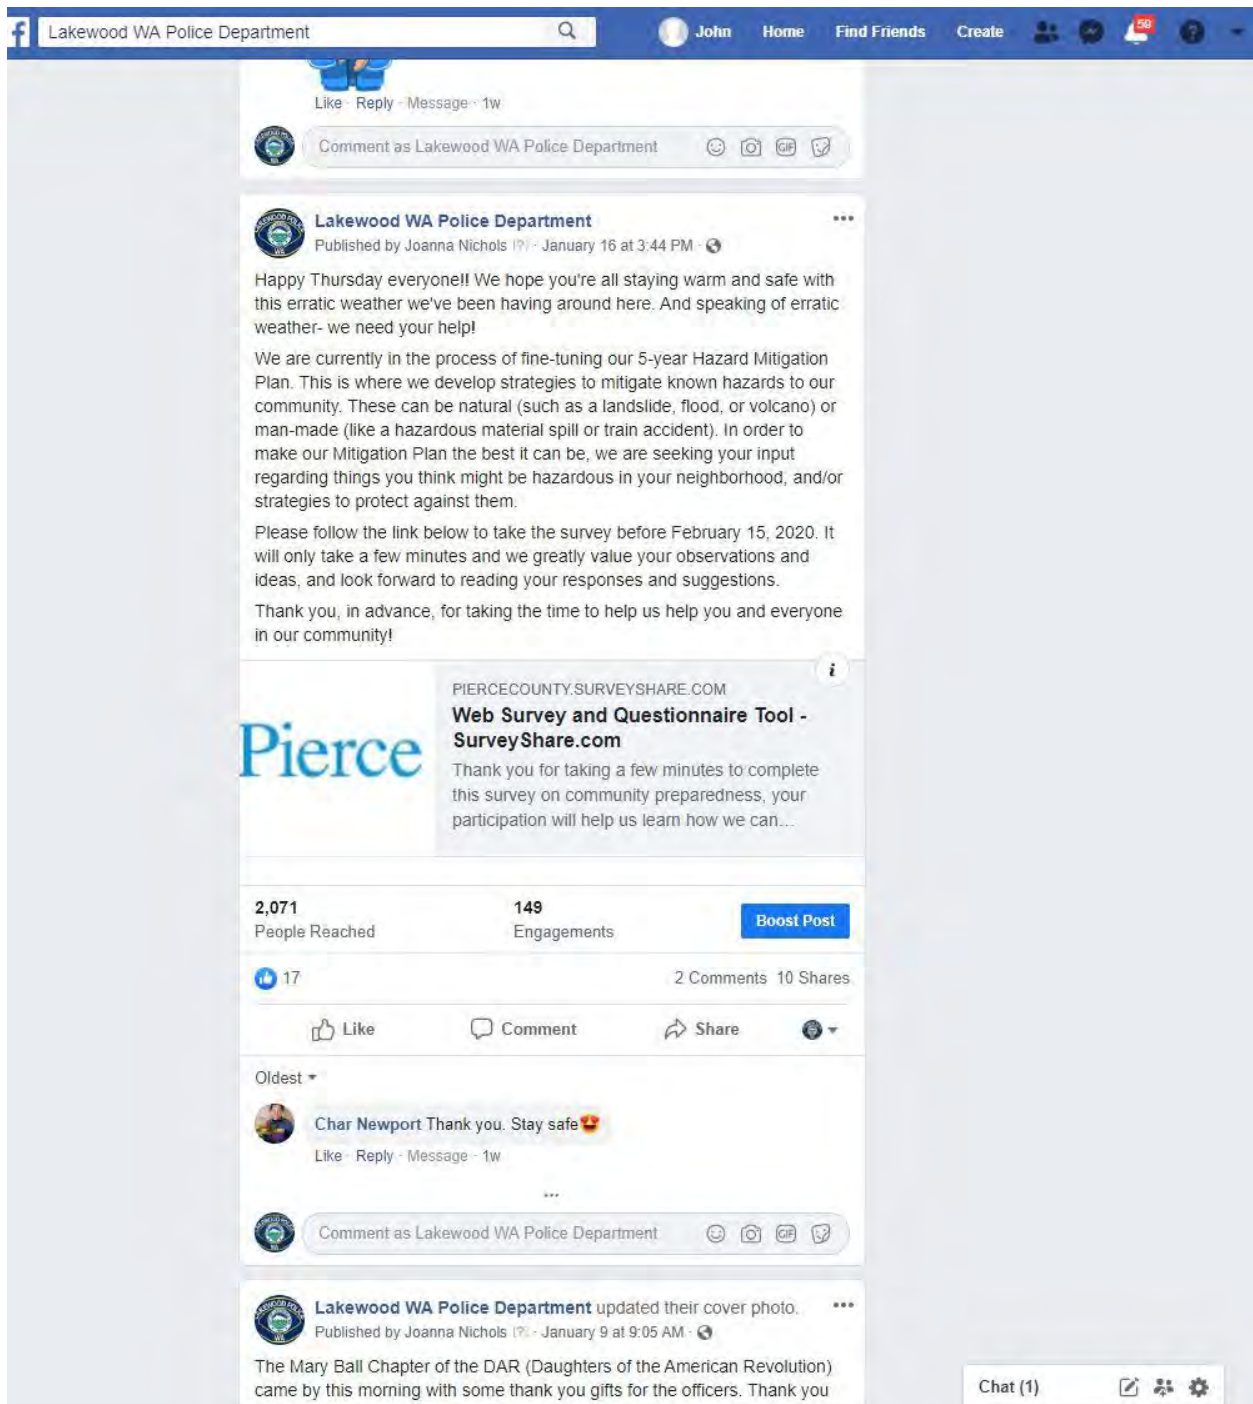 f
Lakewood WA Police Department
John Home Find Friends Create 50
Like · Reply · Message · 1w
Comment as Lakewood WA Police Department GIF
Lakewood WA Police Department
Published by Joanna Nichols [?] · January 16 at 3:44 PM ·
Happy Thursday everyone!! We hope you're all staying warm and safe with
this erratic weather we've been having around here. And speaking of erratic
weather- we need your help!
We are currently in the process of fine-tuning our 5-year Hazard Mitigation
Plan. This is where we develop strategies to mitigate known hazards to our
community. These can be natural (such as a landslide, flood, or volcano) or
man-made (like a hazardous material spill or train accident). In order to
make our Mitigation Plan the best it can be, we are seeking your input
regarding things you think might be hazardous in your neighborhood, and/or
strategies to protect against them.
Please follow the link below to take the survey before February 15, 2020. It
will only take a few minutes and we greatly value your observations and
ideas, and look forward to reading your responses and suggestions.
Thank you, in advance, for taking the time to help us help you and everyone
in our community!
i
Pierce
PIERCECOUNTY.SURVEYSHARE.COM
Web Survey and Questionnaire Tool -
SurveyShare.com
Thank you for taking a few minutes to complete
this survey on community preparedness, your
participation will help us learn how we can...
2,071
People Reached
149
Engagements
Boost Post
17
2 Comments 10 Shares
Like Comment Share
Oldest
Char Newport Thank you. Stay safe😍
Like · Reply · Message · 1w
...
Comment as Lakewood WA Police Department GIF
Lakewood WA Police Department updated their cover photo.
Published by Joanna Nichols [?] · January 9 at 9:05 AM ·
The Mary Ball Chapter of the DAR (Daughters of the American Revolution)
came by this morning with some thank you gifts for the officers. Thank you
Chat (1)